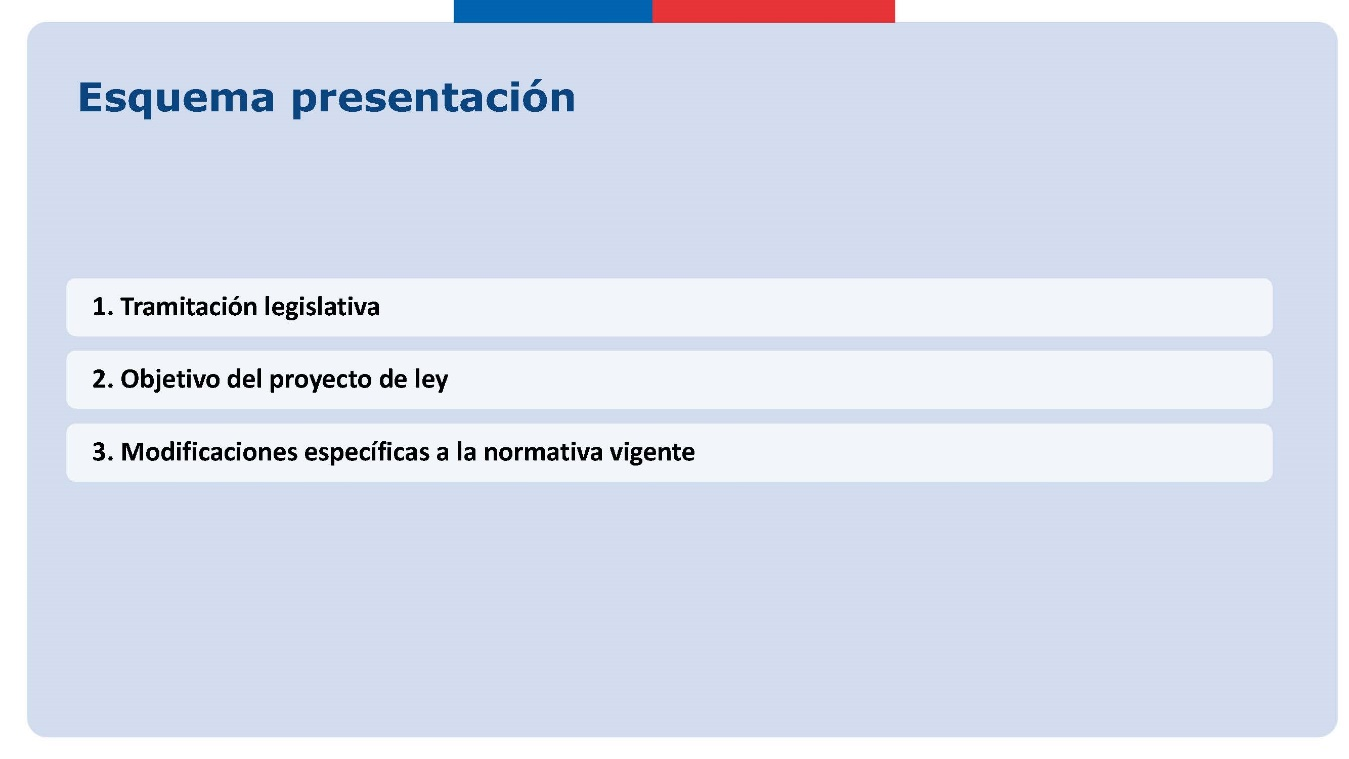 Esquema presentación
1. Tramitación legislativa
2. Objetivo del proyecto de ley
3. Modificaciones específicas a la normativa vigente